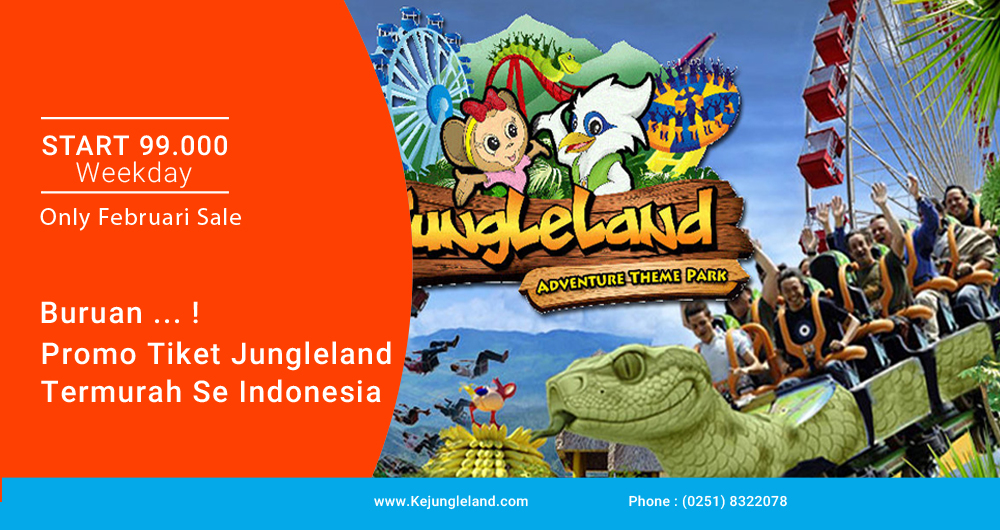 START 99.000
Weekday
Only Februari Sale
Buruan ... !
Promo Tiket Jungleland
Termurah Se Indonesia
JungLeLand
Adventure Theme Park
www.Kejungleland.com
Phone : (0251) 8322078